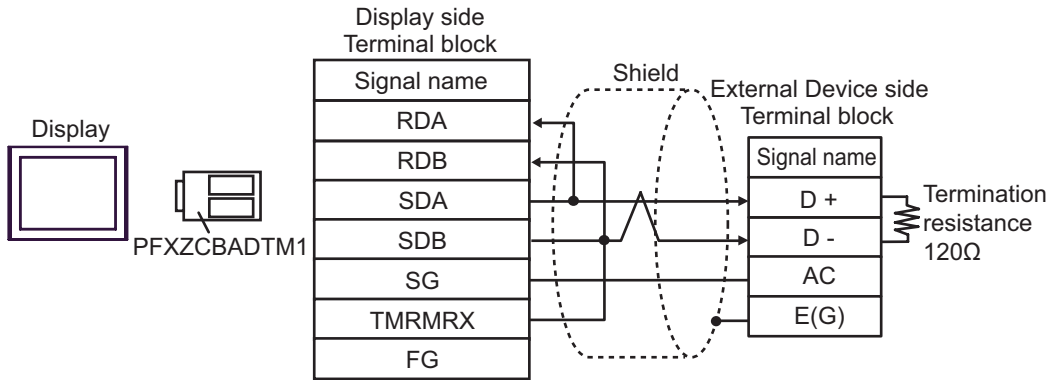 Display side
Terminal block
Signal name
RDA
RDB
SDA
SDB
SG
TMRMRX
FG
Display
PFXZCBADTM1
Shield
External Device side
Terminal block
Signal name
D +
D -
AC
E(G)
Termination
resistance
120Ω